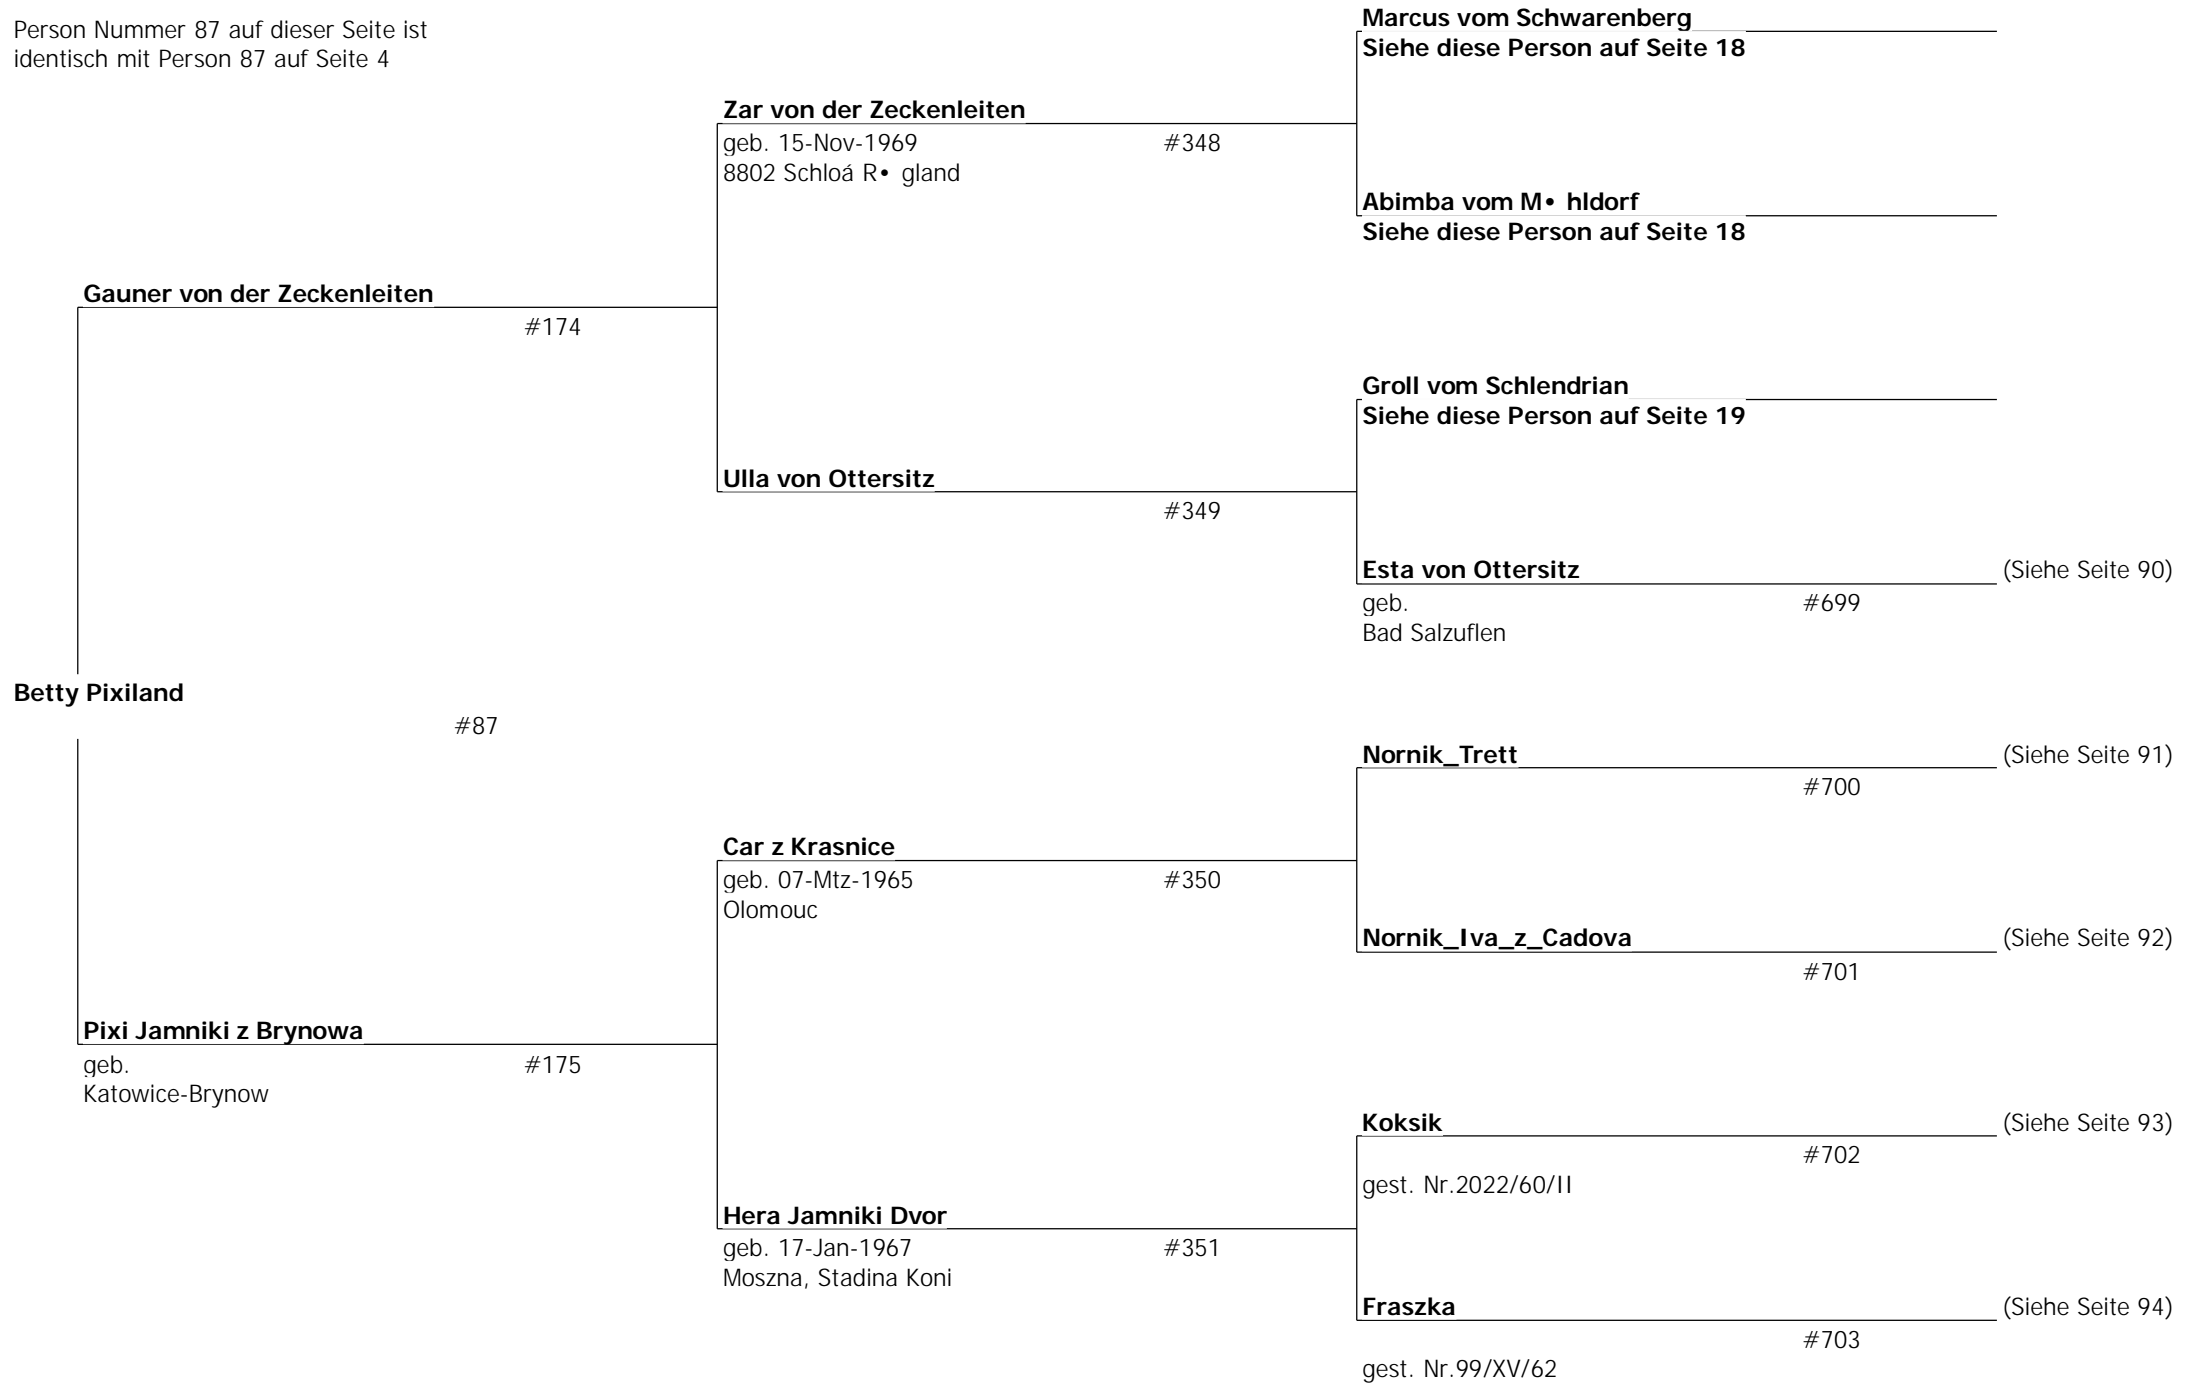 Person Nummer 87 auf dieser Seite ist
identisch mit Person 87 auf Seite 4
Marcus vom Schwarenberg
Siehe diese Person auf Seite 18
Zar von der Zeckenleiten
geb. 15-Nov-1969 #348
8802 Schloá R• gland
Abimba vom M• hldorf
Siehe diese Person auf Seite 18
Gauner von der Zeckenleiten
#174
Groll vom Schlendrian
Siehe diese Person auf Seite 19
Ulla von Ottersitz
#349
Esta von Ottersitz (Siehe Seite 90)
geb. #699
Bad Salzuflen
Betty Pixiland
#87
Nornik_Trett (Siehe Seite 91)
#700
Car z Krasnice
geb. 07-Mtz-1965 #350
Olomouc
Nornik_Iva_z_Cadova (Siehe Seite 92)
#701
Pixi Jamniki z Brynowa
geb. #175
Katowice-Brynow
Koksik (Siehe Seite 93)
#702
gest. Nr.2022/60/II
Hera Jamniki Dvor
geb. 17-Jan-1967 #351
Moszna, Stadina Koni
Fraszka (Siehe Seite 94)
#703
gest. Nr.99/XV/62